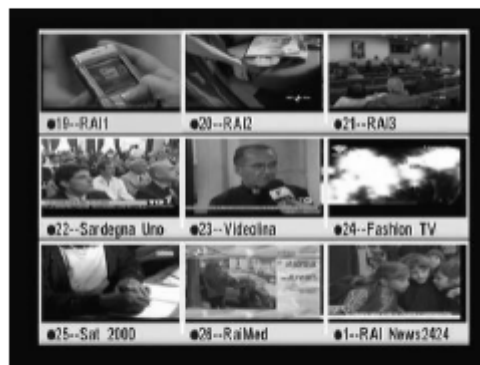 ●19--RAI1
●20--RAI2
●21--RAI3
●22--Sardegna Uno
●23--Videolina
●24--Fashion TV
●25--Sat 2000
●26--RaiMed
●1--RAI News2424